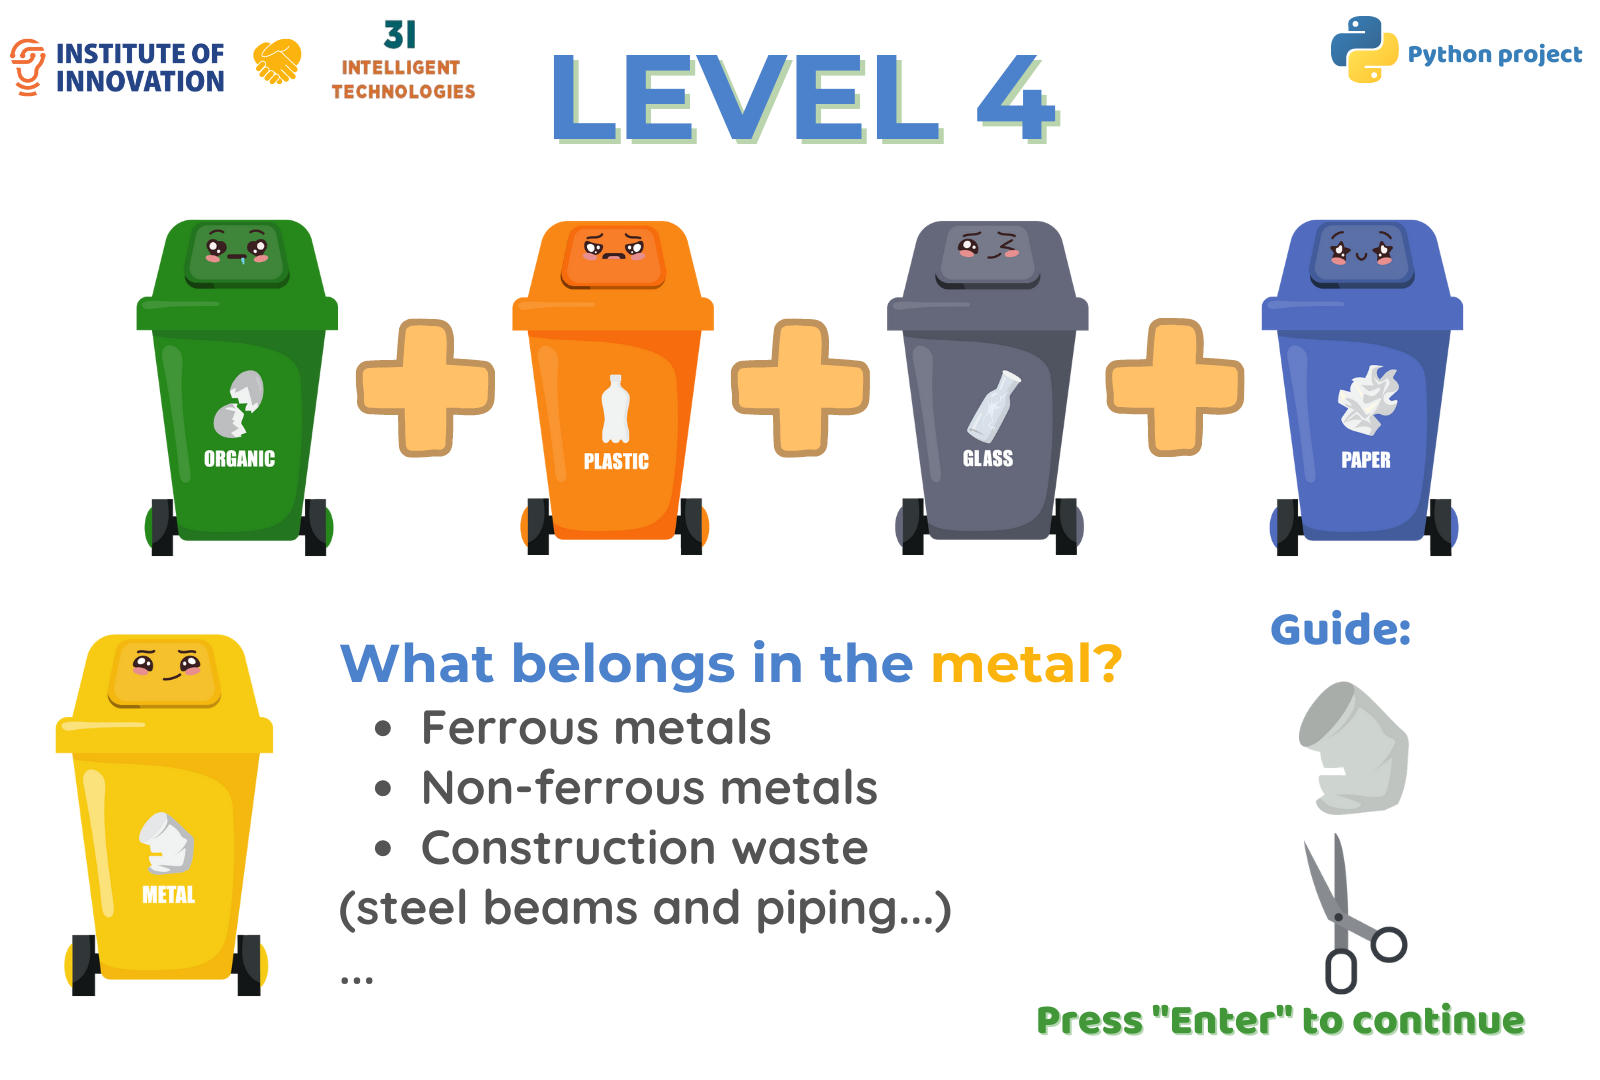 INSTITUTE OF
INNOVATION
3I
INTELLIGENT
TECHNOLOGIES
LEVEL 4
Python project
ORGANIC
PLASTIC
GLASS
PAPER
METAL
What belongs in the metal?
• Ferrous metals
• Non-ferrous metals
• Construction waste
(steel beams and piping...)
...
Guide:
Press "Enter" to continue